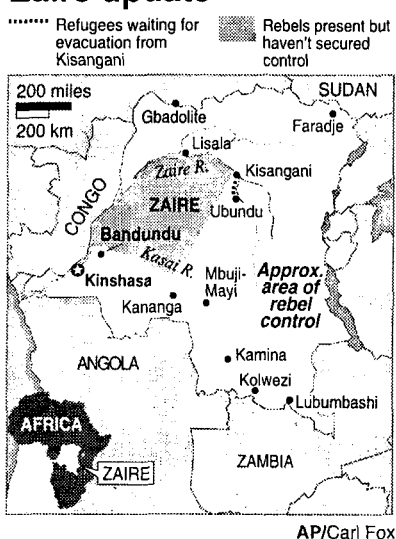 Refugees waiting for
evacuation from
Kisangani
Rebels present but
haven't secured
control
200 miles
200 km
SUDAN
Gbadolite
Faradje
Lisala
Zaire R.
Kisangani
CONGO
ZAIRE
Ubundu
Bandundu
Kasai R.
Kinshasa
Mbuji-
Mayi
Approx.
area of
rebel
control
Kananga
ANGOLA
Kamina
Kolwezi
Lubumbashi
AFRICA
ZAIRE
ZAMBIA
AP/Carl Fox